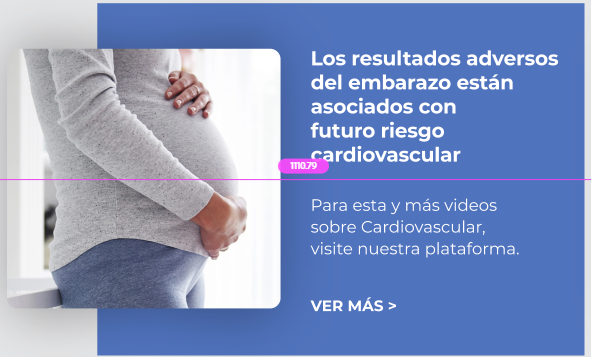 Los resultados adversos
del embarazo están
asociados con
futuro riesgo
cardiovascular
1110.79
Para esta y más videos
sobre Cardiovascular,
visite nuestra plataforma.
VER MÁS >